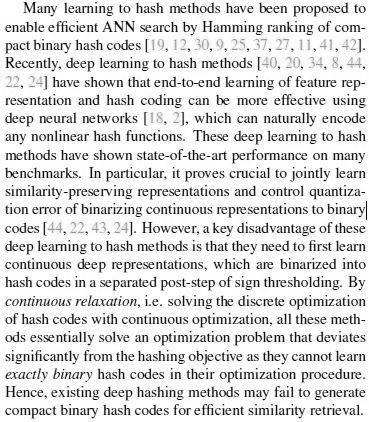 Many learning to hash methods have been proposed to
enable efficient ANN search by Hamming ranking of com-
pact binary hash codes [19, 12, 30, 9, 25, 37, 27, 11, 41, 42].
Recently, deep learning to hash methods [40, 20, 34, 8, 44,
22, 24] have shown that end-to-end learning of feature rep-
resentation and hash coding can be more effective using
deep neural networks [18, 2], which can naturally encode
any nonlinear hash functions. These deep learning to hash
methods have shown state-of-the-art performance on many
benchmarks. In particular, it proves crucial to jointly learn
similarity-preserving representations and control quantiza-
tion error of binarizing continuous representations to binary
codes [44, 22, 43, 24]. However, a key disadvantage of these
deep learning to hash methods is that they need to first learn
continuous deep representations, which are binarized into
hash codes in a separated post-step of sign thresholding. By
continuous relaxation, i.e. solving the discrete optimization
of hash codes with continuous optimization, all these meth-
ods essentially solve an optimization problem that deviates
significantly from the hashing objective as they cannot learn
exactly binary hash codes in their optimization procedure.
Hence, existing deep hashing methods may fail to generate
compact binary hash codes for efficient similarity retrieval.